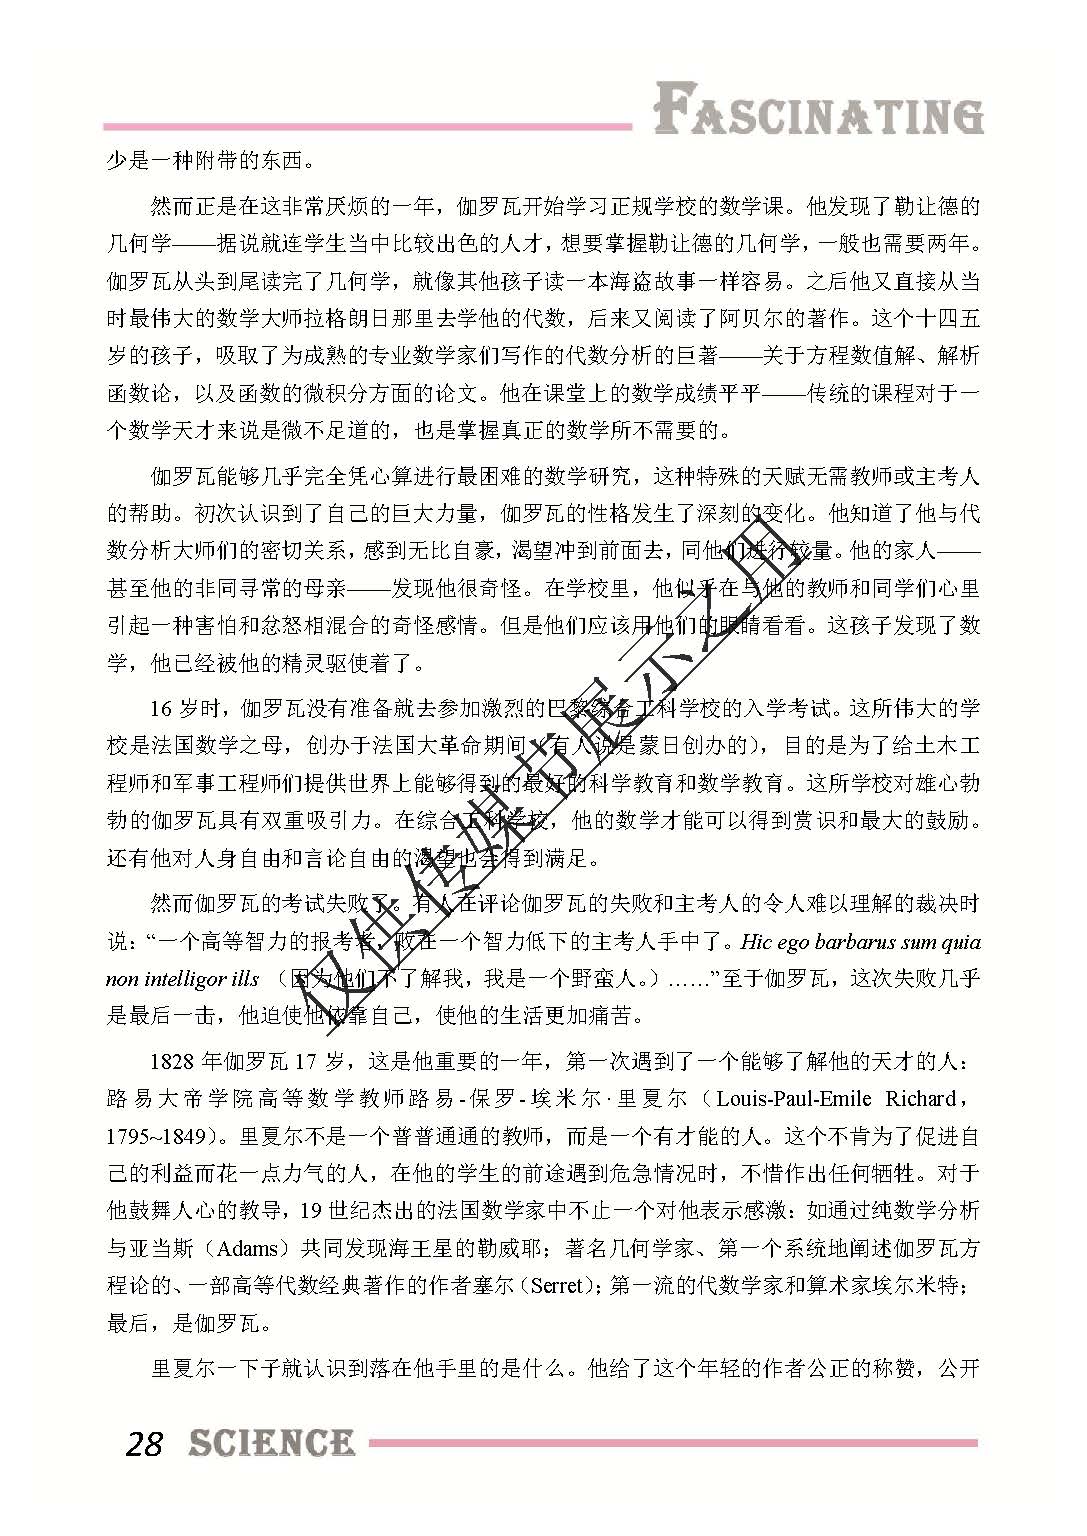 FASCINATING
少是一种附带的东西。
然而正是在这非常厌烦的一年，伽罗瓦开始学习正规学校的数学课。他发现了勒让德的
几何学——据说就连学生当中比较出色的人才，想要掌握勒让德的几何学，一般也需要两年。
伽罗瓦从头到尾读完了几何学，就像其他孩子读一本海盗故事一样容易。之后他又直接从当
时最伟大的数学大师拉格朗日那里去学他的代数，后来又阅读了阿贝尔的著作。这个十四五
岁的孩子，吸取了为成熟的专业数学家们写作的代数分析的巨著——关于方程数值解、解析
函数论，以及函数的微积分方面的论文。他在课堂上的数学成绩平平——传统的课程对于一
个数学天才来说是微不足道的，也是掌握真正的数学所不需要的。
伽罗瓦能够几乎完全凭心算进行最困难的数学研究，这种特殊的天赋无需教师或主考人
的帮助。初次认识到了自己的巨大力量，伽罗瓦的性格发生了深刻的变化。他知道了他与代
数分析大师们的密切关系，感到无比自豪，渴望冲到前面去，同他们进行较量。他的家人——
甚至他的非同寻常的母亲——发现他很奇怪。在学校里，他似乎在与他的教师和同学们心里
引起一种害怕和忿怒相混合的奇怪感情。但是他们应该用他们的眼睛看看。这孩子发现了数
学，他已经被他的精灵驱使着了。
16 岁时，伽罗瓦没有准备就去参加激烈的巴黎综合工科学校的入学考试。这所伟大的学
校是法国数学之母，创办于法国大革命期间（有人说是蒙日创办的），目的是为了给土木工
程师和军事工程师们提供世界上能够得到的最好的科学教育和数学教育。这所学校对雄心勃
勃的伽罗瓦具有双重吸引力。在综合工科学校，他的数学才能可以得到赏识和最大的鼓励。
还有他对人身自由和言论自由的渴望也会得到满足。
然而伽罗瓦的考试失败了。有人在评论伽罗瓦的失败和主考人的令人难以理解的裁决时
说：“一个高等智力的报考者，败在一个智力低下的主考人手中了。Hic ego barbarus sum quia
non intelligor ills （因为他们不了解我，我是一个野蛮人。）……”至于伽罗瓦，这次失败几乎
是最后一击，他迫使他依靠自己，使他的生活更加痛苦。
1828 年伽罗瓦 17 岁，这是他重要的一年，第一次遇到了一个能够了解他的天才的人：
路易大帝学院高等数学教师路易-保罗-埃米尔·里夏尔（Louis-Paul-Emile Richard，
1795~1849）。里夏尔不是一个普普通通的教师，而是一个有才能的人。这个不肯为了促进自
己的利益而花一点力气的人，在他的学生的前途遇到危急情况时，不惜作出任何牺牲。对于
他鼓舞人心的教导，19 世纪杰出的法国数学家中不止一个对他表示感激：如通过纯数学分析
与亚当斯（Adams）共同发现海王星的勒威耶；著名几何学家、第一个系统地阐述伽罗瓦方
程论的、一部高等代数经典著作的作者塞尔（Serret）；第一流的代数学家和算术家埃尔米特；
最后，是伽罗瓦。
里夏尔一下子就认识到落在他手里的是什么。他给了这个年轻的作者公正的称赞，公开
仅供传媒书展示之用
28 SCIENCE